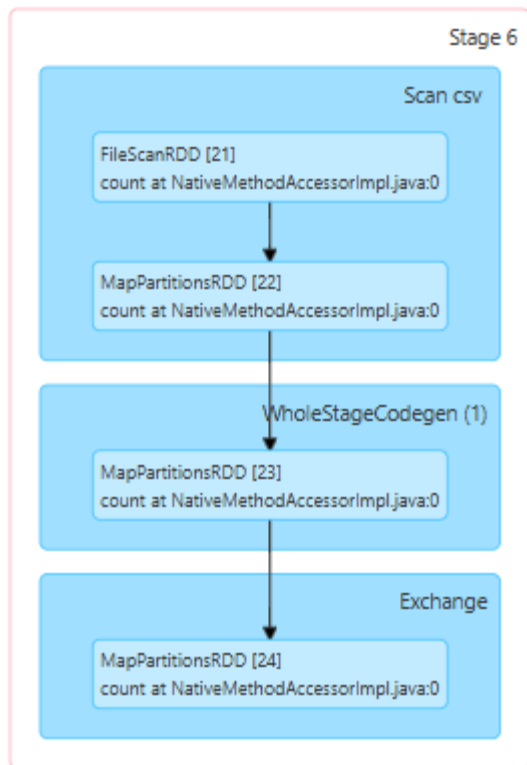 Stage 6
Scan csv
FileScanRDD [21]
count at NativeMethodAccessorImpl.java:0
MapPartitionsRDD [22]
count at NativeMethodAccessorImpl.java:0
WholeStageCodegen (1)
MapPartitionsRDD [23]
count at NativeMethodAccessorImpl.java:0
Exchange
MapPartitionsRDD [24]
count at NativeMethodAccessorImpl.java:0